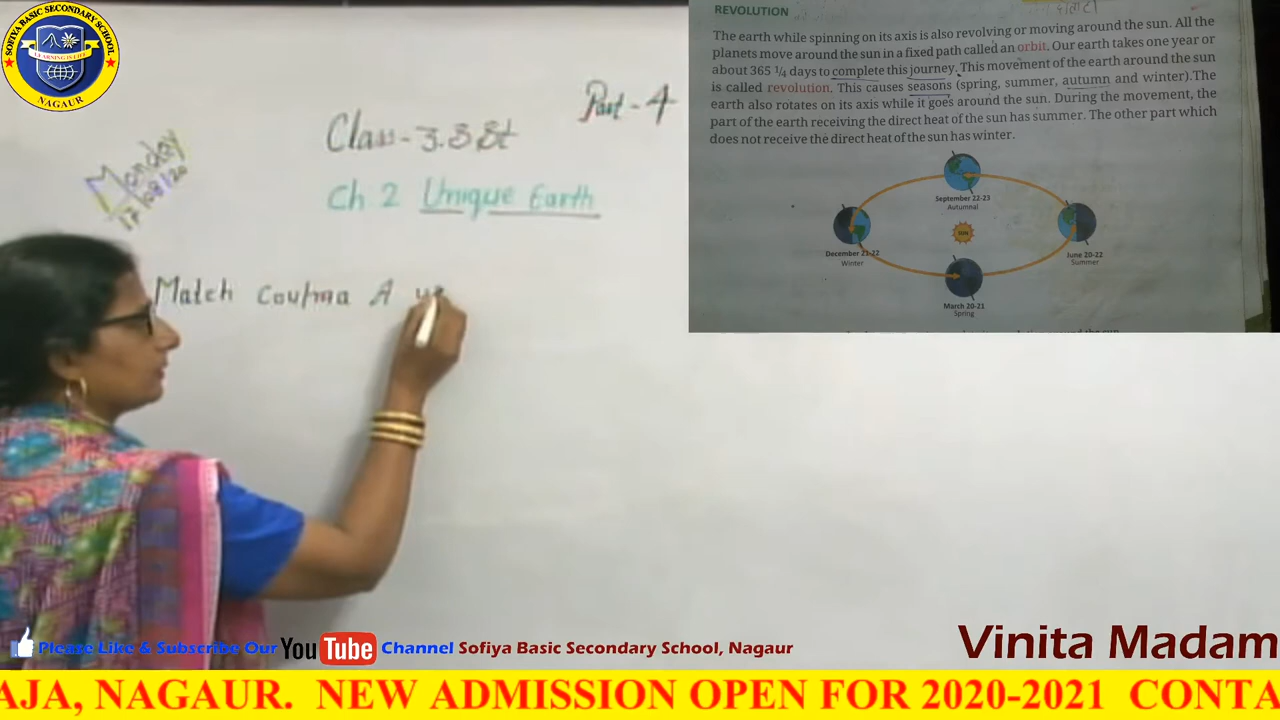 SOFIYA BASIC SECONDARY SCHOOL
LEARNING IS LIFE
NAGAUR
Monday
17/08/20
Part - 4
Class - 3. S St
Ch 2 Unique Earth
Match Coulma A
REVOLUTION
The earth while spinning on its axis is also revolving or moving around the sun. All the
planets move around the sun in a fixed path called an orbit. Our earth takes one year or
about 365 1/4 days to complete this journey. This movement of the earth around the sun
is called revolution. This causes seasons (spring, summer, autumn and winter).The
earth also rotates on its axis while it goes around the sun. During the movement, the
part of the earth receiving the direct heat of the sun has summer. The other part which
does not receive the direct heat of the sun has winter.
September 22-23
Autumnal
December 21-22
Winter
SUN
June 20-22
Summer
March 20-21
Spring
Please Like & Subscribe Our YouTube Channel Sofiya Basic Secondary School, Nagaur
Vinita Madam
AJA, NAGAUR. NEW ADMISSION OPEN FOR 2020-2021 CONTA